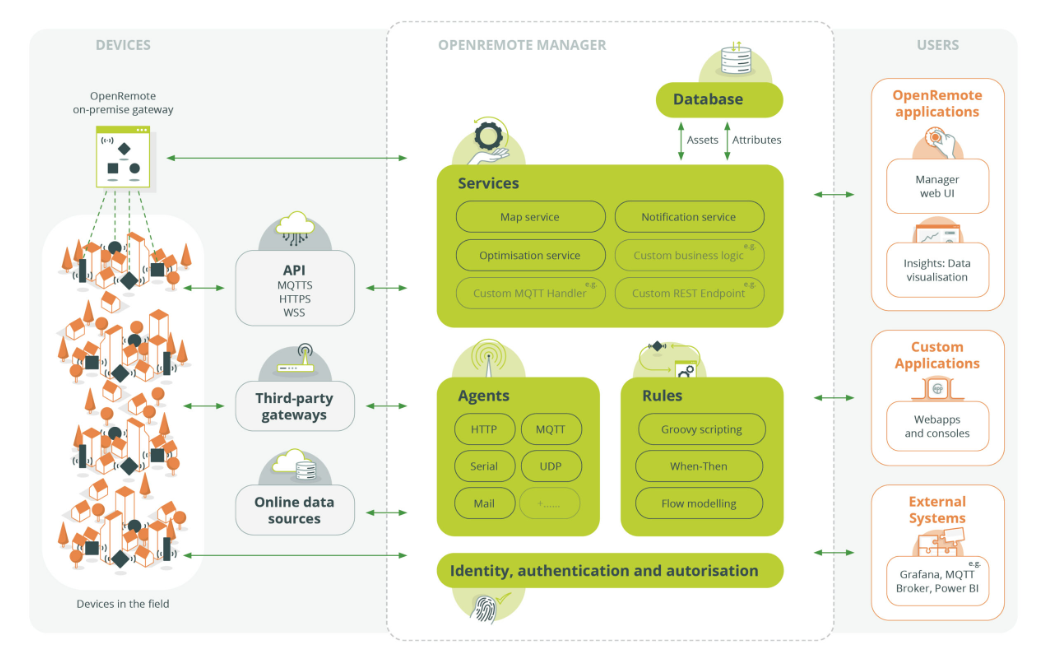 DEVICES
OPENREMOTE MANAGER
USERS
OpenRemote
on-premise gateway
API
MQTTS
HTTPS
WSS
Third-party
gateways
Online data
sources
Devices in the field
Database
Assets
Attributes
Services
Map service
Notification service
Optimisation service
Custom business logic
e.g.
Custom MQTT Handler
e.g.
Custom REST Endpoint
e.g.
Agents
HTTP
MQTT
Serial
UDP
Mail
+......
Rules
Groovy scripting
When-Then
Flow modelling
Identity, authentication and autorisation
OpenRemote
applications
Manager
web UI
Insights: Data
visualisation
Custom
Applications
Webapps
and consoles
External
Systems
e.g.
Grafana, MQTT
Broker, Power BI